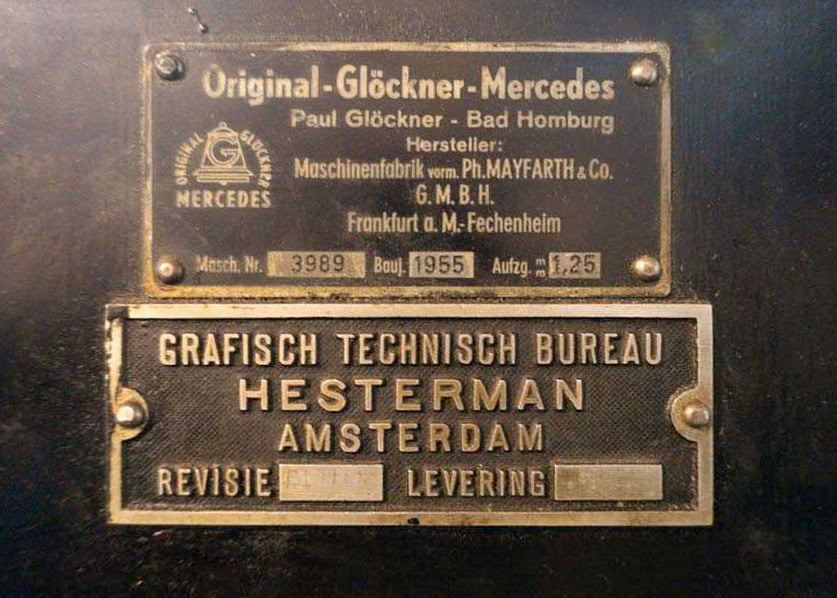 Original-Glöckner-Mercedes
Paul Glöckner - Bad Homburg
Hersteller:
ORIGINAL GLÖCKNER
G
MERCEDES
Maschinenfabrik vorm. Ph.MAYFARTH & Co.
G.M.B.H.
Frankfurt a.M.-Fechenheim
Masch. Nr. 3989 Bauj. 1955 Aufzg. mm 1,25
GRAFISCH TECHNISCH BUREAU
HESTERMAN
AMSTERDAM
REVISIE LEVERING